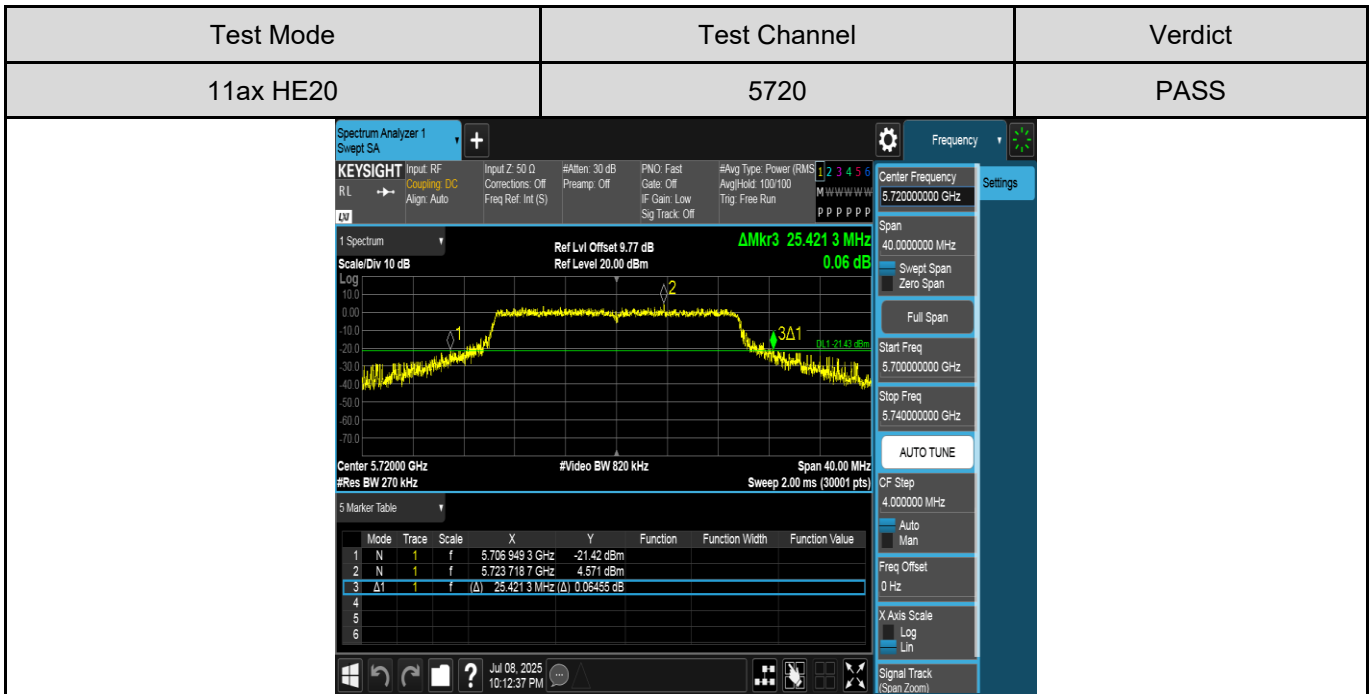 Test Mode Test Channel Verdict
11ax HE20 5720 PASS
Spectrum Analyzer 1
Swept SA
+
Frequency
KEYSIGHT Input: RF Input Z: 50 Ω #Atten: 30 dB PNO: Fast #Avg Type: Power (RMS 1 2 3 4 5 6
RL Coupling: DC Corrections: Off Preamp: Off Gate: Off Avg|Hold: 100/100 M W W W W W
Align: Auto Freq Ref: Int (S) IF Gain: Low Trig: Free Run
LXI Sig Track: Off P P P P P P
1 Spectrum
Ref Lvl Offset 9.77 dB ΔMkr3 25.421 3 MHz
Scale/Div 10 dB Ref Level 20.00 dBm 0.06 dB
Log
10.0
0.00
-10.0
-20.0
-30.0
-40.0
-50.0
-60.0
-70.0
1
2
3Δ1
DL1 -21.43 dBm
Center 5.72000 GHz #Video BW 820 kHz Span 40.00 MHz
#Res BW 270 kHz Sweep 2.00 ms (30001 pts)
5 Marker Table
Mode Trace Scale X Y Function Function Width Function Value
1 N 1 f 5.706 949 3 GHz -21.42 dBm
2 N 1 f 5.723 718 7 GHz 4.571 dBm
3 Δ1 1 f (Δ) 25.421 3 MHz (Δ) 0.06455 dB
4
5
6
?
Jul 08, 2025
10:12:37 PM
Center Frequency
5.720000000 GHz
Settings
Span
40.0000000 MHz
Swept Span
Zero Span
Full Span
Start Freq
5.700000000 GHz
Stop Freq
5.740000000 GHz
AUTO TUNE
CF Step
4.000000 MHz
Auto
Man
Freq Offset
0 Hz
X Axis Scale
Log
Lin
Signal Track
(Span Zoom)